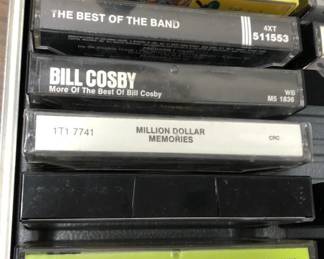 THE BEST OF THE BAND
4XT
511553
BILL COSBY
More Of The Best Of Bill Cosby
WB
M5 1836
1T1 7741
MILLION DOLLAR
MEMORIES
CRC